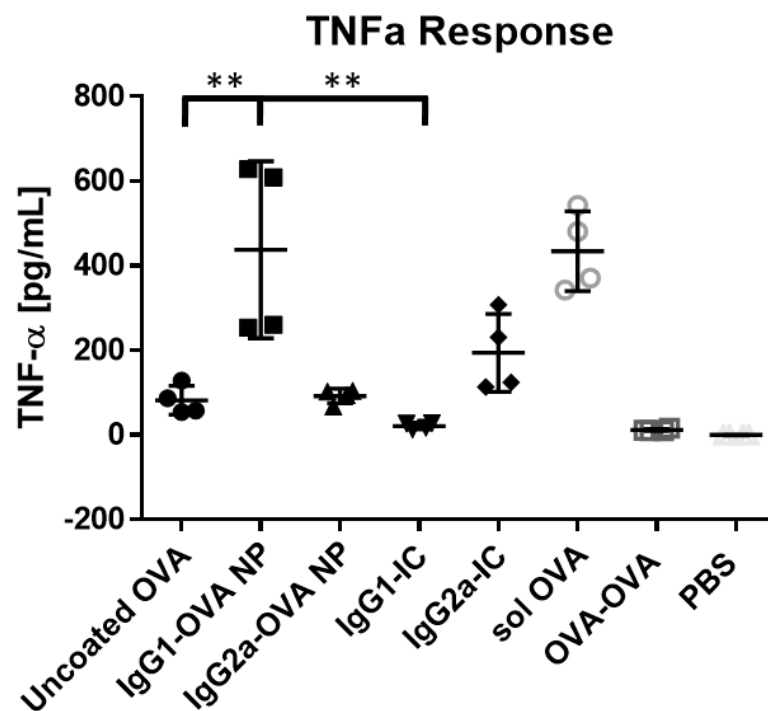 TNFa Response
** **
TNF-α [pg/mL]
800
600
400
200
0
-200
Uncoated OVA
IgG1-OVA NP
IgG2a-OVA NP
IgG1-IC
IgG2a-IC
sol OVA
OVA-OVA
PBS